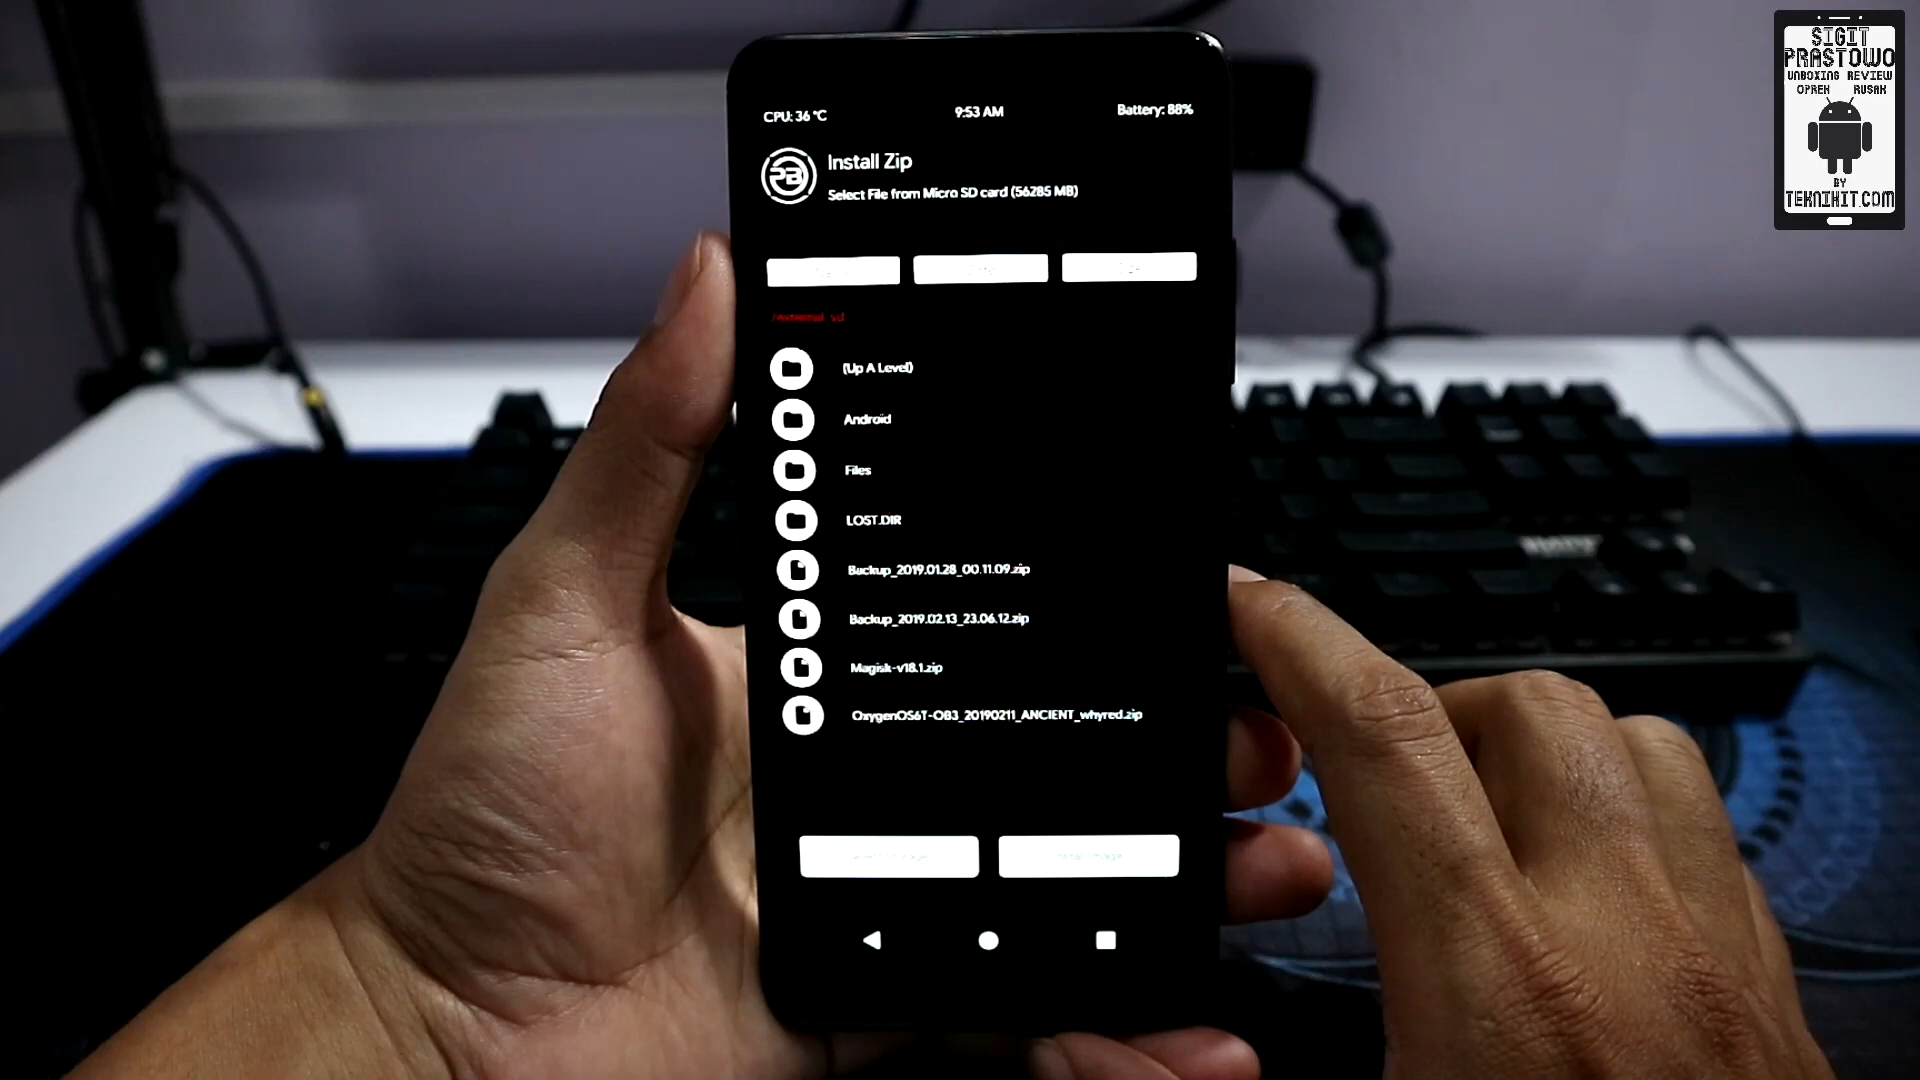 CPU: 36 °C
9:53 AM
Battery: 88%
Install Zip
Select File from Micro SD card (56285 MB)
/external_sd
(Up A Level)
Android
Files
LOST.DIR
Backup_2019.01.28_00.11.09.zip
Backup_2019.02.13_23.06.12.zip
Magisk-v18.1.zip
OxygenOS6T-OB3_20190211_ANCIENT_whyred.zip
SIGIT
PRASTOWO
UNBOXING REVIEW
OPREK RUSAK
BY
TEKNIKIT.COM